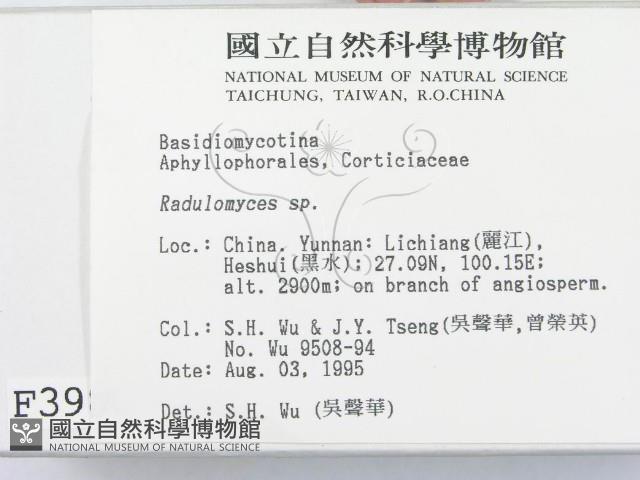 國立自然科學博物館
NATIONAL MUSEUM OF NATURAL SCIENCE
TAICHUNG, TAIWAN, R.O.CHINA
Basidiomycotina
Aphyllophorales, Corticiaceae
Radulomyces sp.
Loc.: China. Yunnan: Lichiang(麗江),
Heshui(黑水); 27.09N, 100.15E;
alt. 2900m; on branch of angiosperm.
Col.: S.H. Wu & J.Y. Tseng(吳聲華,曾榮英)
No. Wu 9508-94
Date: Aug. 03, 1995
Det.: S.H. Wu (吳聲華)
國立自然科學博物館
NATIONAL MUSEUM OF NATURAL SCIENCE